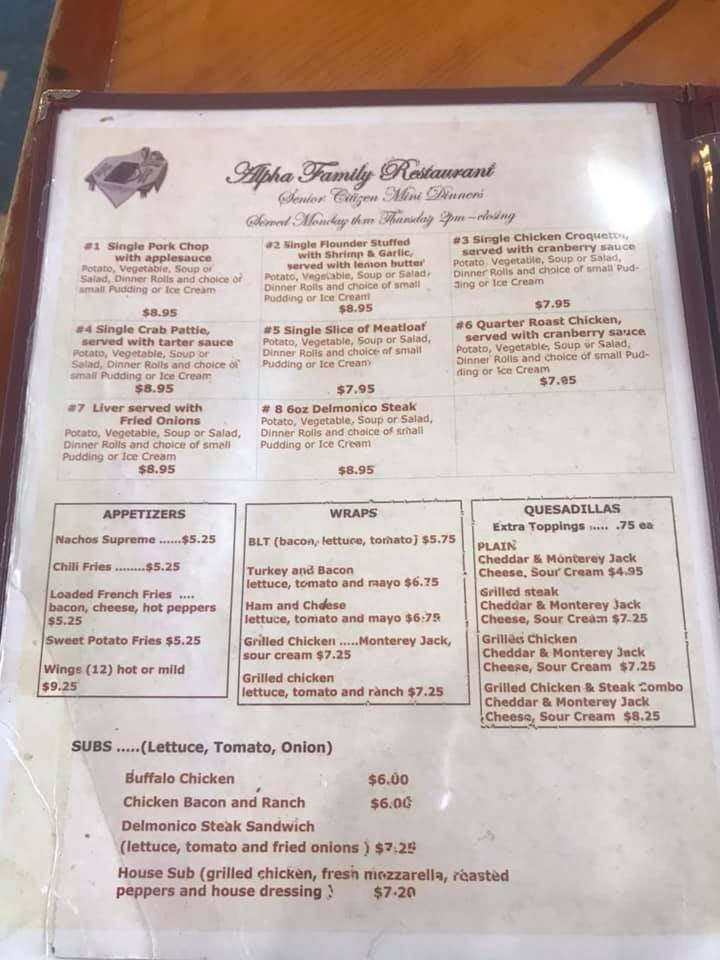 Alpha Family Restaurant
Senior Citizen Mini Dinners
Served Monday thru Thursday 2pm-closing
#1 Single Pork Chop
with applesauce
Potato, Vegetable, Soup or
Salad, Dinner Rolls and choice of
small Pudding or Ice Cream
$8.95
#2 Single Flounder Stuffed
with Shrimp & Garlic,
served with lemon butter
Potato, Vegetable, Soup or Salad,
Dinner Rolls and choice of small
Pudding or Ice Cream
$8.95
#3 Single Chicken Croquette,
served with cranberry sauce
Potato, Vegetable, Soup or Salad,
Dinner Rolls and choice of small Pud-
ding or Ice Cream
$7.95
#4 Single Crab Pattie,
served with tarter sauce
Potato, Vegetable, Soup or
Salad, Dinner Rolls and choice of
small Pudding or Ice Cream
$8.95
#5 Single Slice of Meatloaf
Potato, Vegetable, Soup or Salad,
Dinner Rolls and choice of small
Pudding or Ice Cream
$7.95
#6 Quarter Roast Chicken,
served with cranberry sauce
Potato, Vegetable, Soup or Salad,
Dinner Rolls and choice of small Pud-
ding or Ice Cream
$7.95
#7 Liver served with
Fried Onions
Potato, Vegetable, Soup or Salad,
Dinner Rolls and choice of small
Pudding or Ice Cream
$8.95
# 8 6oz Delmonico Steak
Potato, Vegetable, Soup or Salad,
Dinner Rolls and choice of small
Pudding or Ice Cream
$8.95
APPETIZERS
Nachos Supreme ......$5.25
Chili Fries ........$5.25
Loaded French Fries ....
bacon, cheese, hot peppers
$5.25
Sweet Potato Fries $5.25
Wings (12) hot or mild
$9.25
WRAPS
BLT (bacon, lettuce, tomato) $5.75
Turkey and Bacon
lettuce, tomato and mayo $6.75
Ham and Cheese
lettuce, tomato and mayo $6.75
Grilled Chicken .....Monterey Jack,
sour cream $7.25
Grilled chicken
lettuce, tomato and ranch $7.25
QUESADILLAS
Extra Toppings ..... .75 ea
PLAIN
Cheddar & Monterey Jack
Cheese, Sour Cream $4.95
Grilled steak
Cheddar & Monterey Jack
Cheese, Sour Cream $7.25
Grilled Chicken
Cheddar & Monterey Jack
Cheese, Sour Cream $7.25
Grilled Chicken & Steak Combo
Cheddar & Monterey Jack
Cheese, Sour Cream $8.25
SUBS .....(Lettuce, Tomato, Onion)
Buffalo Chicken $6.00
Chicken Bacon and Ranch $6.00
Delmonico Steak Sandwich
(lettuce, tomato and fried onions ) $7.25
House Sub (grilled chicken, fresh mozzarella, roasted
peppers and house dressing ) $7.20